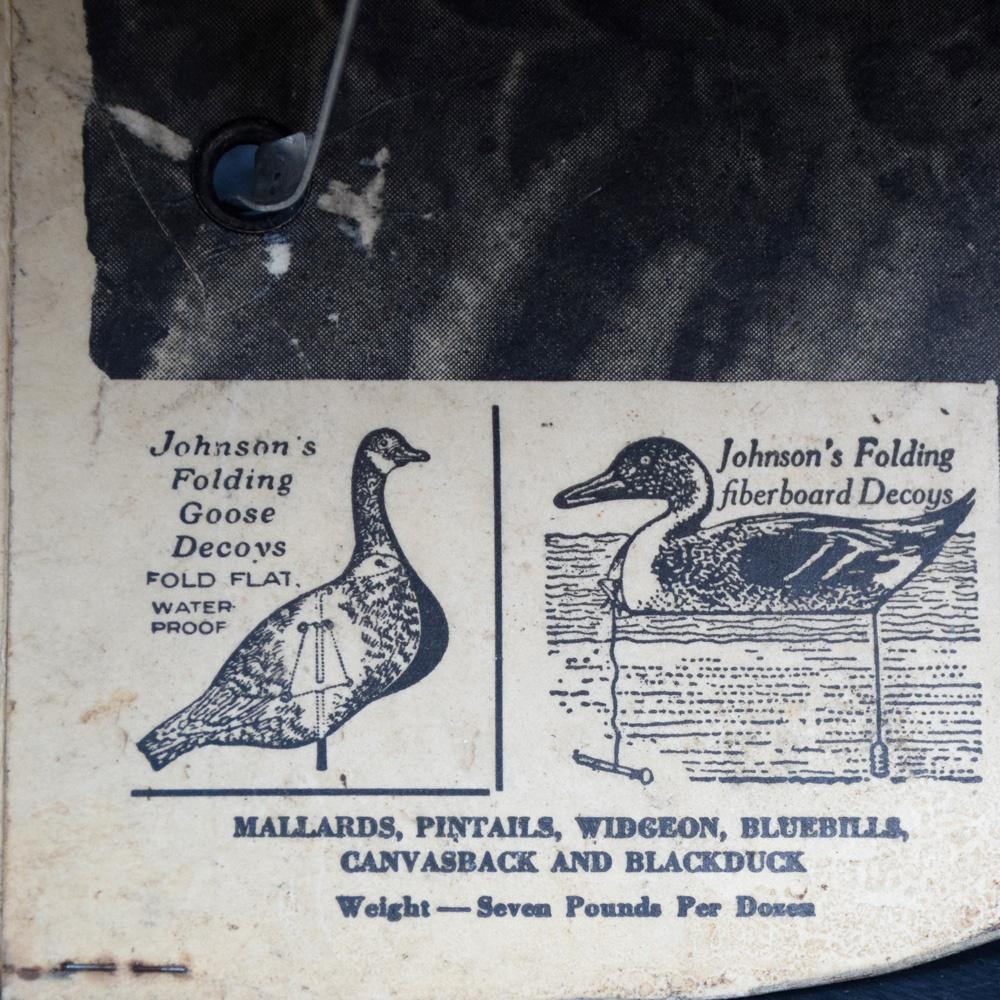 Johnson's
Folding
Goose
Decoys
FOLD FLAT.
WATER-
PROOF
Johnson's Folding
fiberboard Decoys
MALLARDS, PINTAILS, WIDGEON, BLUEBILLS,
CANVASBACK AND BLACKDUCK
Weight — Seven Pounds Per Dozen